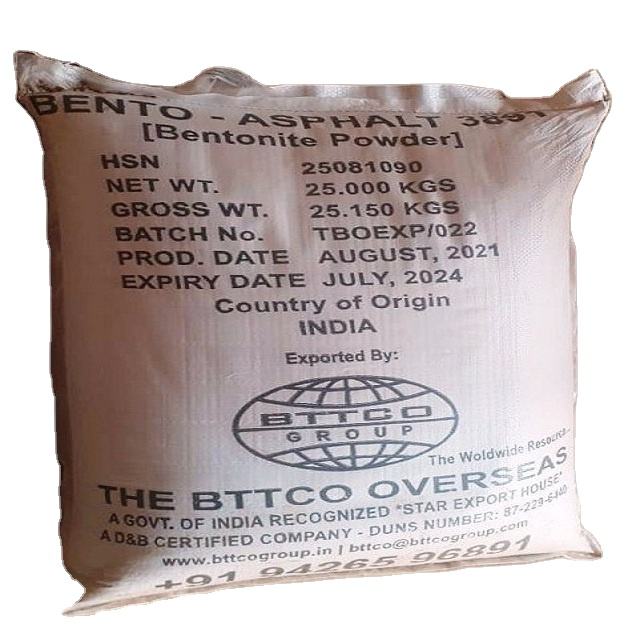 BENTO - ASPHALT 3891
[Bentonite Powder]
HSN 25081090
NET WT. 25.000 KGS
GROSS WT. 25.150 KGS
BATCH No. TBOEXP/022
PROD. DATE AUGUST, 2021
EXPIRY DATE JULY, 2024
Country of Origin
INDIA
Exported By:
BTTCO
GROUP
The Woldwide Resource..
THE BTTCO OVERSEAS
A GOVT. OF INDIA RECOGNIZED "STAR EXPORT HOUSE"
A D&B CERTIFIED COMPANY - DUNS NUMBER: 87-229-6440
www.bttcogroup.in | bttco@bttcogroup.com
+91 94265 96891